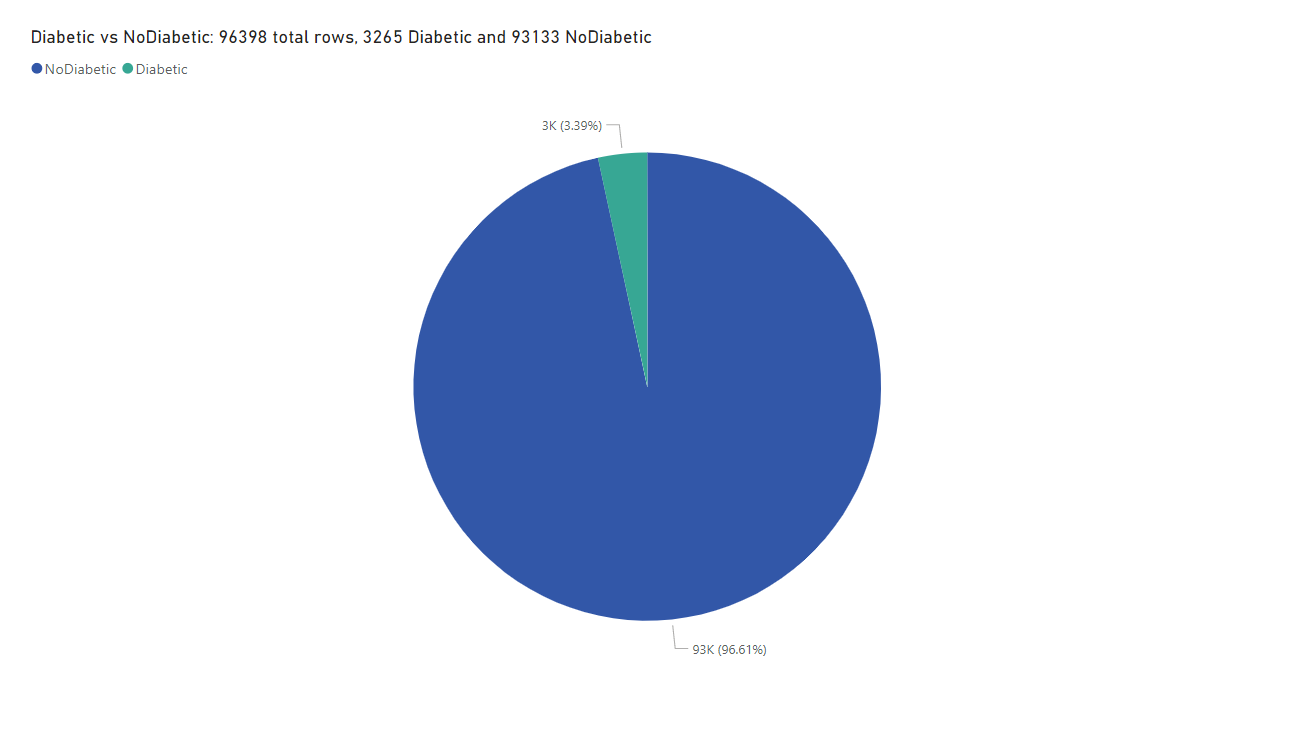 Diabetic vs NoDiabetic: 96398 total rows, 3265 Diabetic and 93133 NoDiabetic
NoDiabetic Diabetic
3K (3.39%)
93K (96.61%)